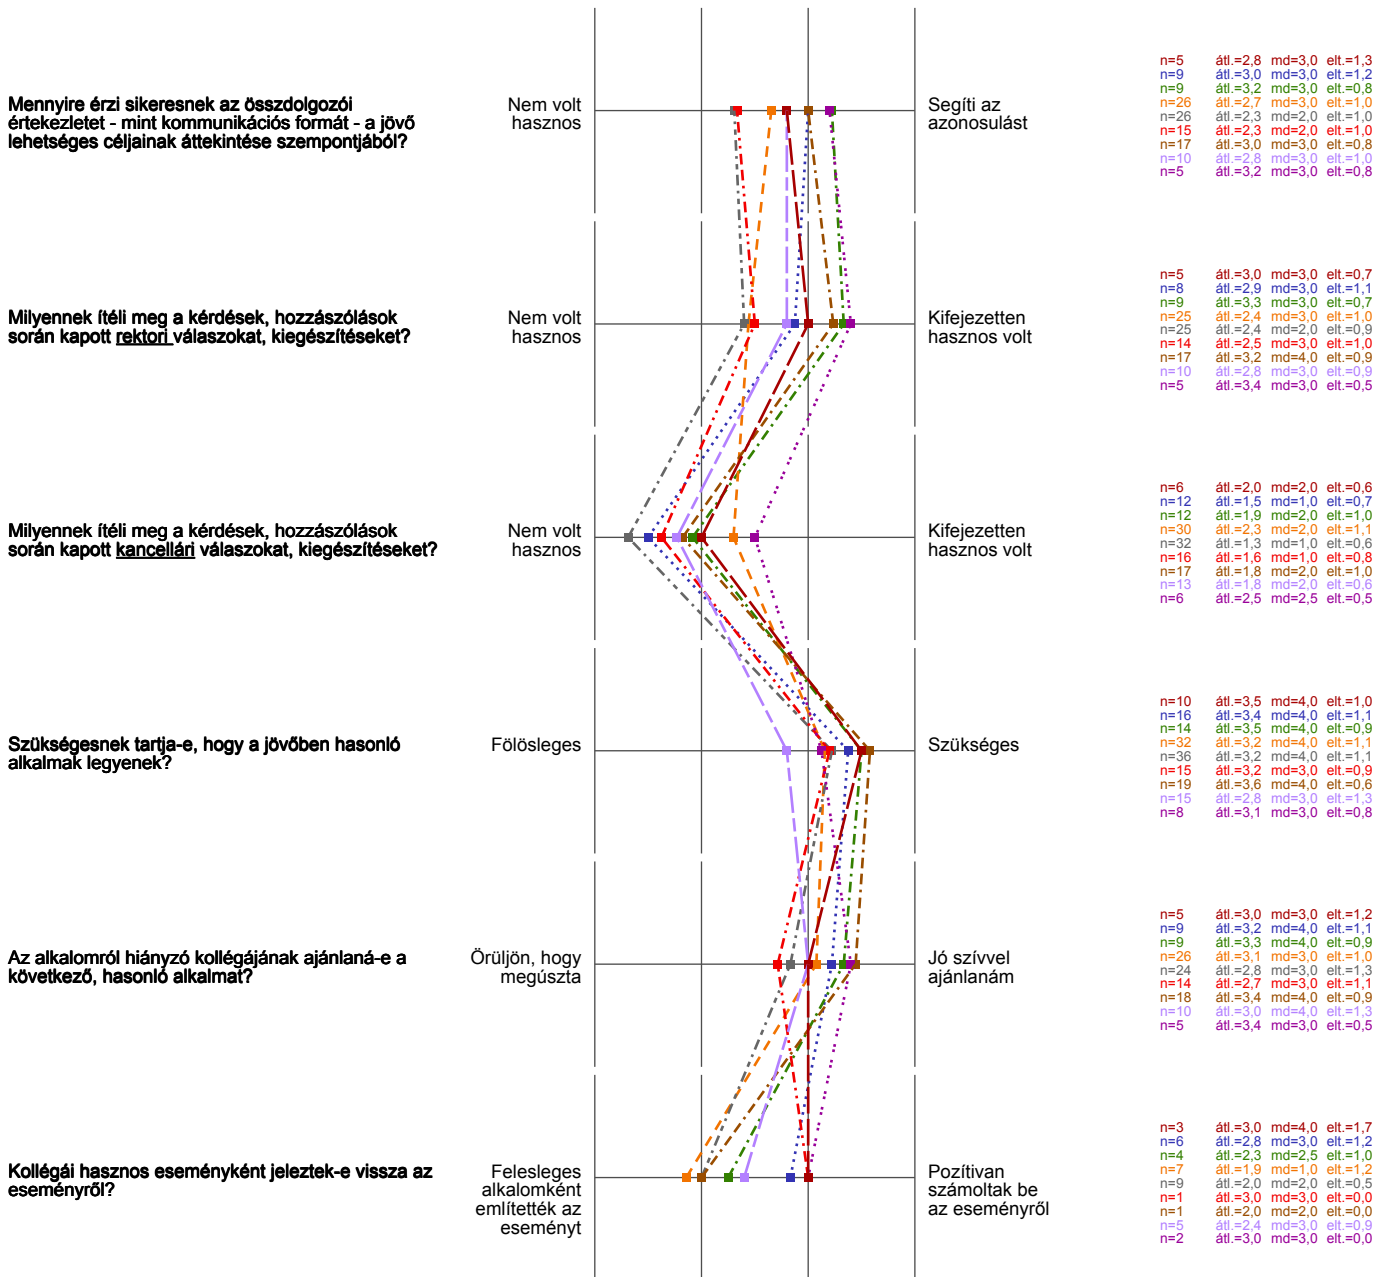 Mennyire érzi sikeresnek az összdolgozói
értekezletet - mint kommunikációs formát - a jövő
lehetséges céljainak áttekintése szempontjából?
Nem volt
hasznos
Segíti az
azonosulást
n=5 átl.=2,8 md=3,0 elt.=1,3
n=9 átl.=3,0 md=3,0 elt.=1,2
n=9 átl.=3,2 md=3,0 elt.=0,8
n=26 átl.=2,7 md=3,0 elt.=1,0
n=26 átl.=2,3 md=2,0 elt.=1,0
n=15 átl.=2,3 md=2,0 elt.=1,0
n=17 átl.=3,0 md=3,0 elt.=0,8
n=10 átl.=2,8 md=3,0 elt.=1,0
n=5 átl.=3,2 md=3,0 elt.=0,8
Milyennek ítéli meg a kérdések, hozzászólások
során kapott rektori válaszokat, kiegészítéseket?
Nem volt
hasznos
Kifejezetten
hasznos volt
n=5 átl.=3,0 md=3,0 elt.=0,7
n=8 átl.=2,9 md=3,0 elt.=1,1
n=9 átl.=3,3 md=3,0 elt.=0,7
n=25 átl.=2,4 md=3,0 elt.=1,0
n=25 átl.=2,4 md=2,0 elt.=0,9
n=14 átl.=2,5 md=3,0 elt.=1,0
n=17 átl.=3,2 md=4,0 elt.=0,9
n=10 átl.=2,8 md=3,0 elt.=0,9
n=5 átl.=3,4 md=3,0 elt.=0,5
Milyennek ítéli meg a kérdések, hozzászólások
során kapott kancellári válaszokat, kiegészítéseket?
Nem volt
hasznos
Kifejezetten
hasznos volt
n=6 átl.=2,0 md=2,0 elt.=0,6
n=12 átl.=1,5 md=1,0 elt.=0,7
n=12 átl.=1,9 md=2,0 elt.=1,0
n=30 átl.=2,3 md=2,0 elt.=1,1
n=32 átl.=1,3 md=1,0 elt.=0,6
n=16 átl.=1,6 md=1,0 elt.=0,8
n=17 átl.=1,8 md=2,0 elt.=1,0
n=13 átl.=1,8 md=2,0 elt.=0,6
n=6 átl.=2,5 md=2,5 elt.=0,5
Szükségesnek tartja-e, hogy a jövőben hasonló
alkalmak legyenek?
Fölösleges
Szükséges
n=10 átl.=3,5 md=4,0 elt.=1,0
n=16 átl.=3,4 md=4,0 elt.=1,1
n=14 átl.=3,5 md=4,0 elt.=0,9
n=32 átl.=3,2 md=4,0 elt.=1,1
n=36 átl.=3,2 md=4,0 elt.=1,1
n=15 átl.=3,2 md=3,0 elt.=0,9
n=19 átl.=3,6 md=4,0 elt.=0,6
n=15 átl.=2,8 md=3,0 elt.=1,3
n=8 átl.=3,1 md=3,0 elt.=0,8
Az alkalomról hiányzó kollégájának ajánlaná-e a
következő, hasonló alkalmat?
Örüljön, hogy
megúszta
Jó szívvel
ajánlanám
n=5 átl.=3,0 md=3,0 elt.=1,2
n=9 átl.=3,2 md=4,0 elt.=1,1
n=9 átl.=3,3 md=4,0 elt.=0,9
n=26 átl.=3,1 md=3,0 elt.=1,0
n=24 átl.=2,8 md=3,0 elt.=1,3
n=14 átl.=2,7 md=3,0 elt.=1,1
n=18 átl.=3,4 md=4,0 elt.=0,9
n=10 átl.=3,0 md=4,0 elt.=1,3
n=5 átl.=3,4 md=3,0 elt.=0,5
Kollégái hasznos eseményként jeleztek-e vissza az
eseményről?
Felesleges
alkalomként
említették az
eseményt
Pozitívan
számoltak be
az eseményről
n=3 átl.=3,0 md=4,0 elt.=1,7
n=6 átl.=2,8 md=3,0 elt.=1,2
n=4 átl.=2,3 md=2,5 elt.=1,0
n=7 átl.=1,9 md=1,0 elt.=1,2
n=9 átl.=2,0 md=2,0 elt.=0,5
n=1 átl.=3,0 md=3,0 elt.=0,0
n=1 átl.=2,0 md=2,0 elt.=0,0
n=5 átl.=2,4 md=3,0 elt.=0,9
n=2 átl.=3,0 md=3,0 elt.=0,0